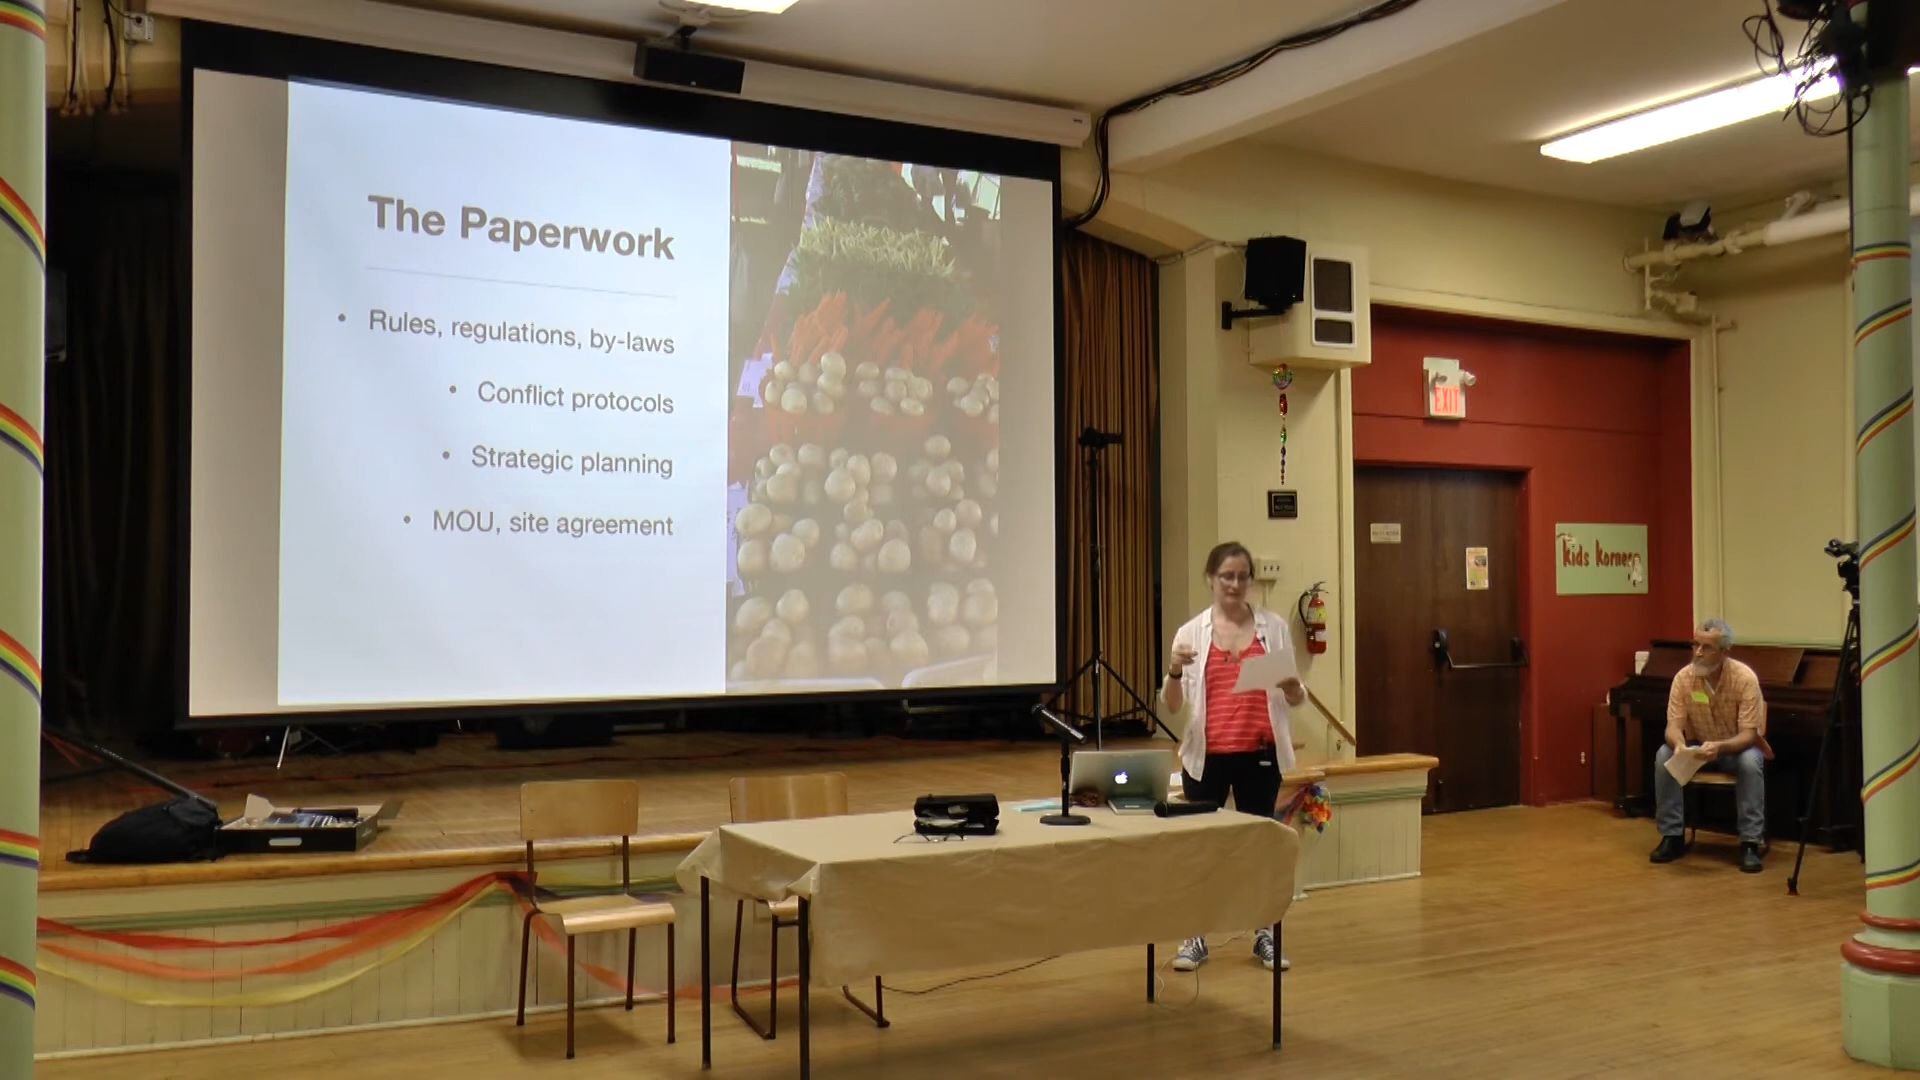 The Paperwork
• Rules, regulations, by-laws
• Conflict protocols
• Strategic planning
• MOU, site agreement
EXIT
kids korner